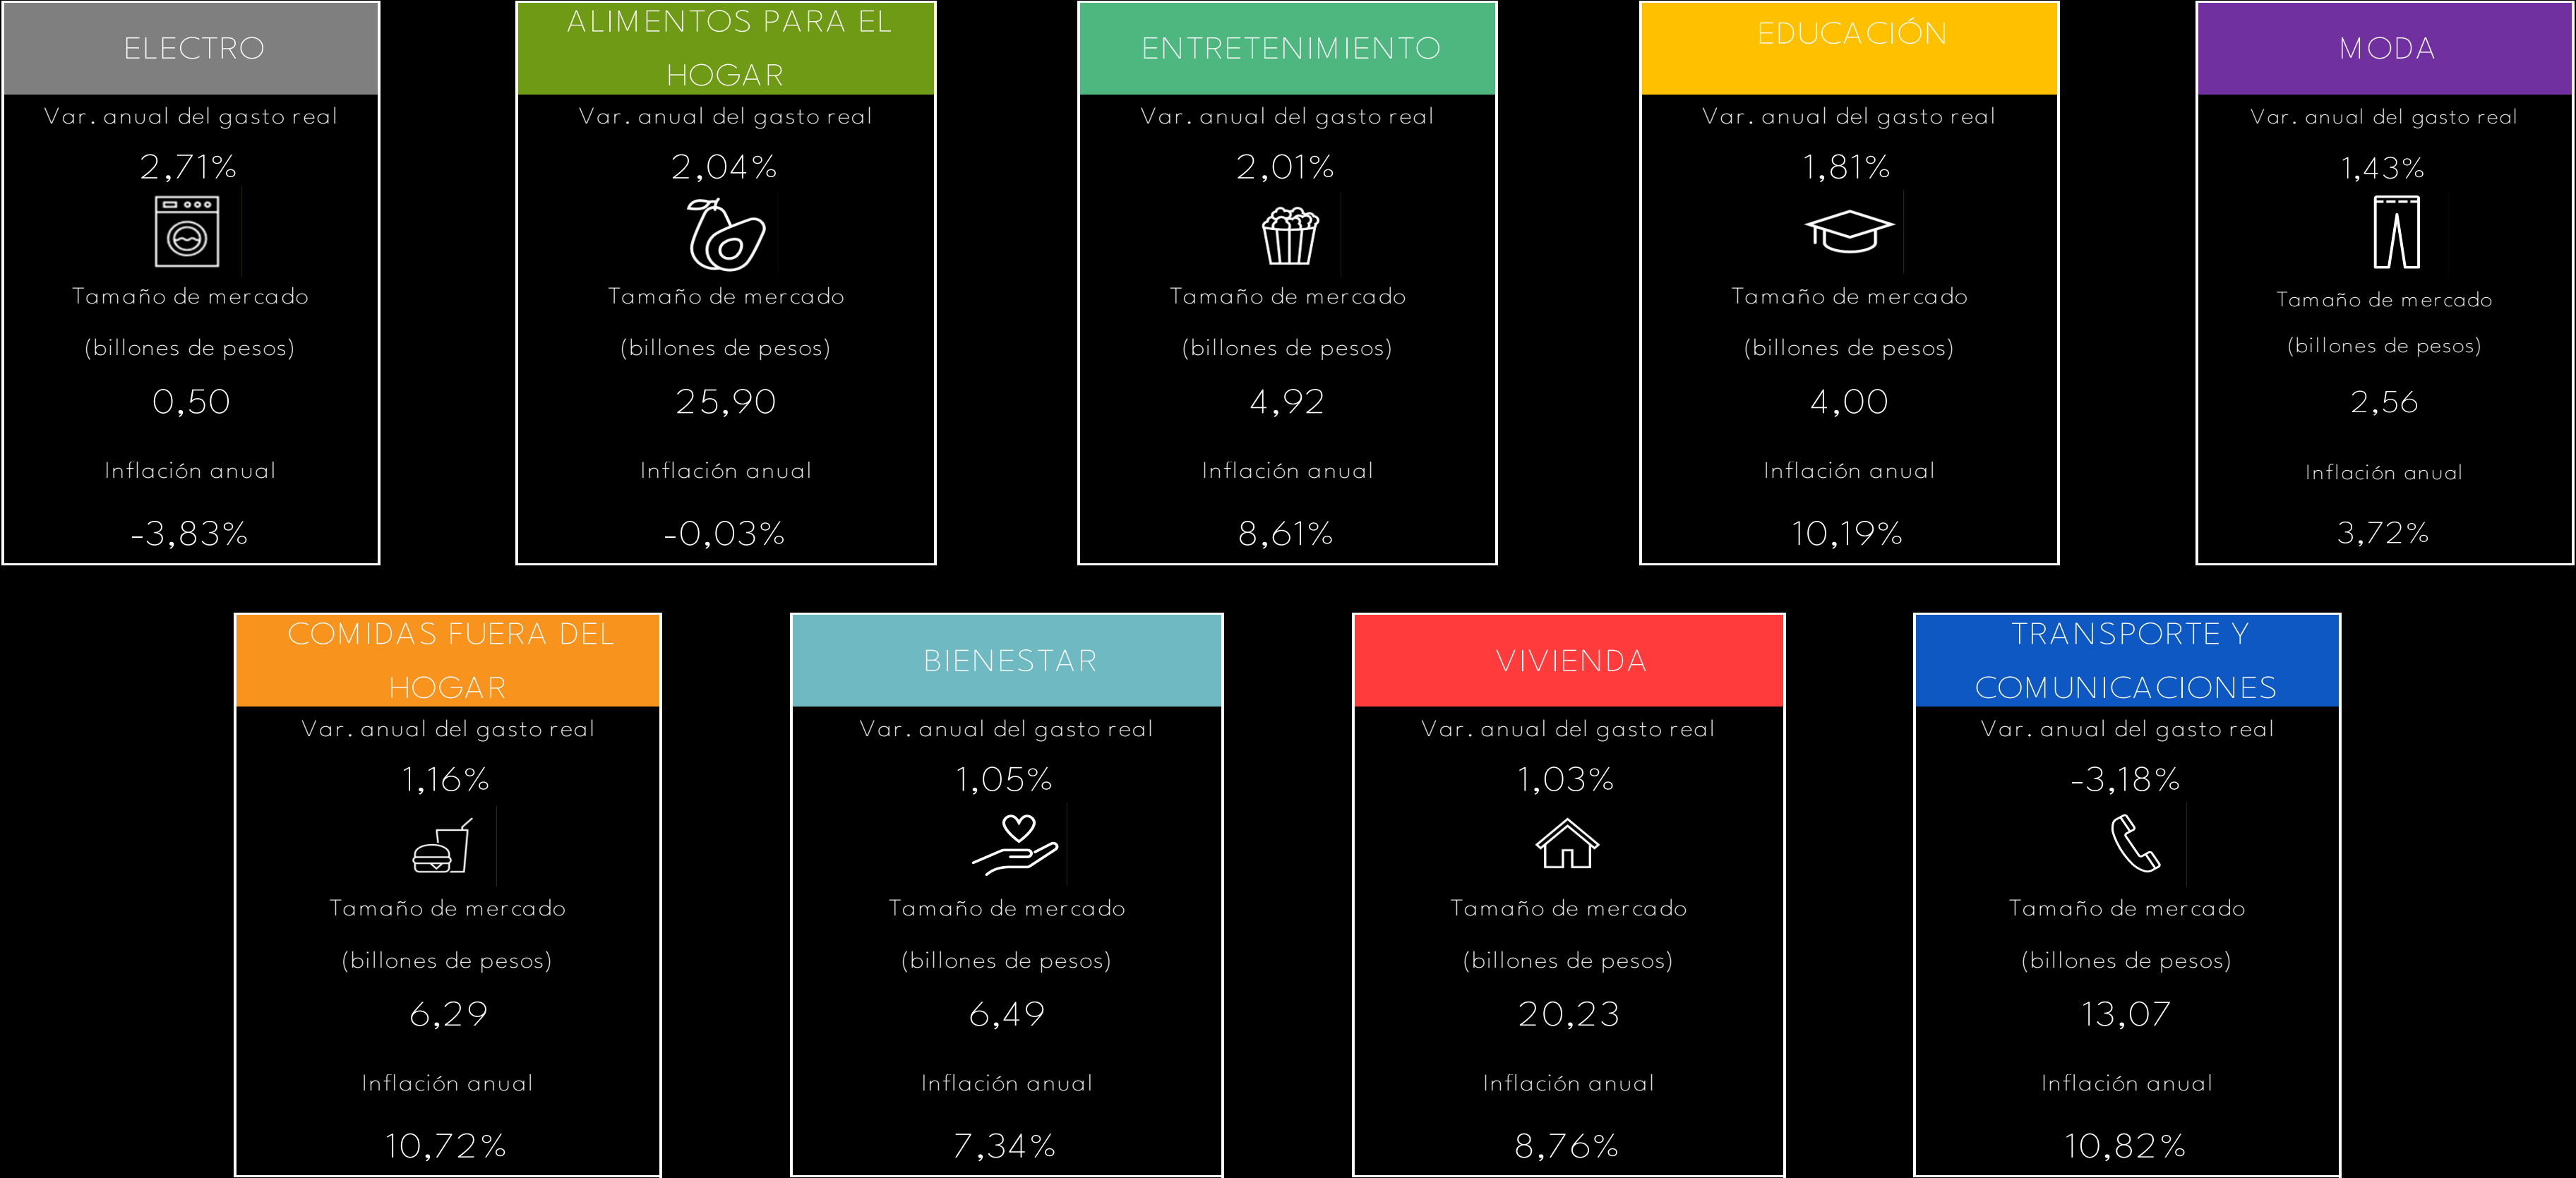 ELECTRO
Var. anual del gasto real
2,71%
Tamaño de mercado
(billones de pesos)
0,50
Inflación anual
-3,83%
ALIMENTOS PARA EL
HOGAR
Var. anual del gasto real
2,04%
Tamaño de mercado
(billones de pesos)
25,90
Inflación anual
-0,03%
ENTRETENIMIENTO
Var. anual del gasto real
2,01%
Tamaño de mercado
(billones de pesos)
4,92
Inflación anual
8,61%
EDUCACIÓN
Var. anual del gasto real
1,81%
Tamaño de mercado
(billones de pesos)
4,00
Inflación anual
10,19%
MODA
Var. anual del gasto real
1,43%
Tamaño de mercado
(billones de pesos)
2,56
Inflación anual
3,72%
COMIDAS FUERA DEL
HOGAR
Var. anual del gasto real
1,16%
Tamaño de mercado
(billones de pesos)
6,29
Inflación anual
10,72%
BIENESTAR
Var. anual del gasto real
1,05%
Tamaño de mercado
(billones de pesos)
6,49
Inflación anual
7,34%
VIVIENDA
Var. anual del gasto real
1,03%
Tamaño de mercado
(billones de pesos)
20,23
Inflación anual
8,76%
TRANSPORTE Y
COMUNICACIONES
Var. anual del gasto real
-3,18%
Tamaño de mercado
(billones de pesos)
13,07
Inflación anual
10,82%